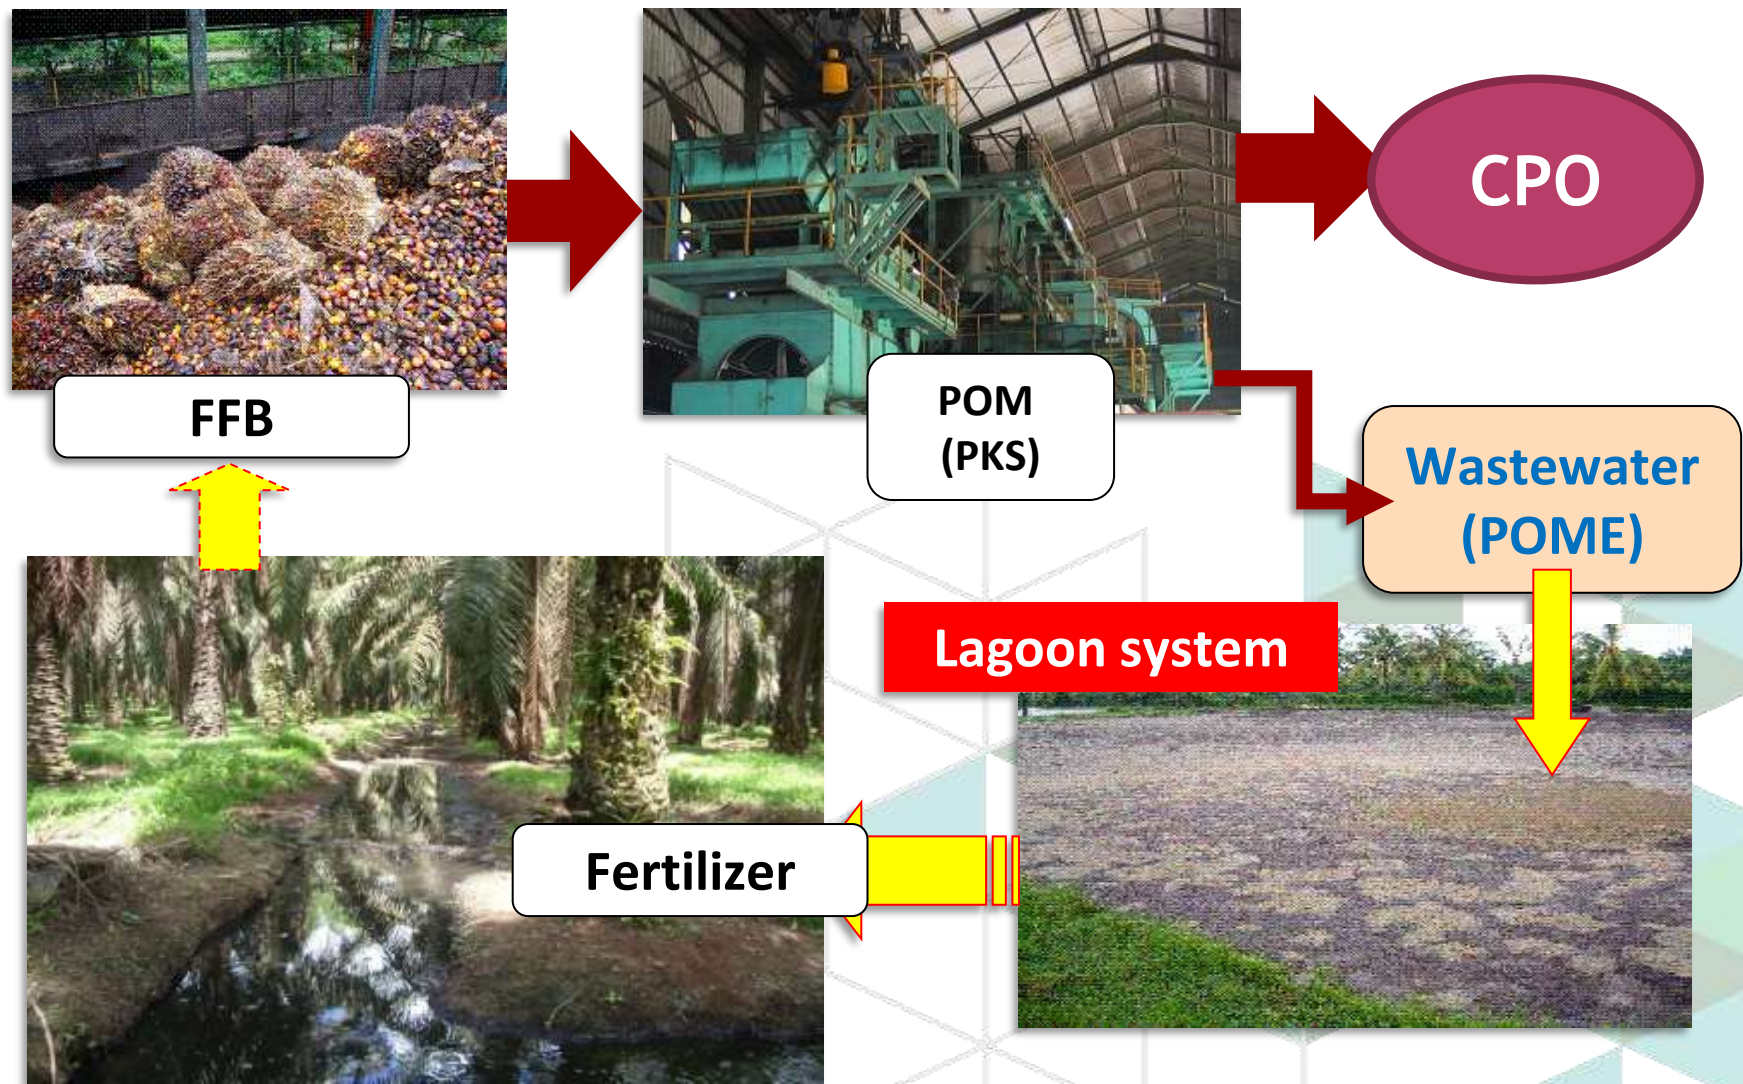 CPO
FFB
POM
(PKS)
Wastewater
(POME)
Lagoon system
Fertilizer